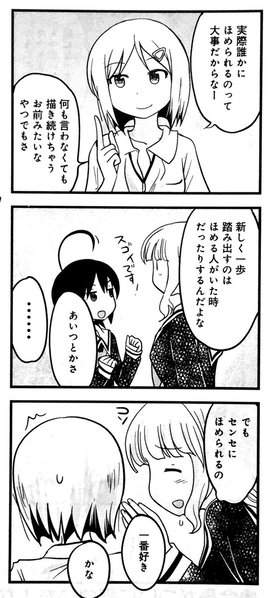 実際誰かに
ほめられるのって
大事だからなー
何も言わなくても
描き続けちゃう
お前みたいな
やつでもさ
新しく一歩
踏み出すのは
ほめる人がいた時
だったりするんだよな
スゴイです!
あいつとかさ
・・・・・・
でも
センセに
ほめられるの
一番好き
かな